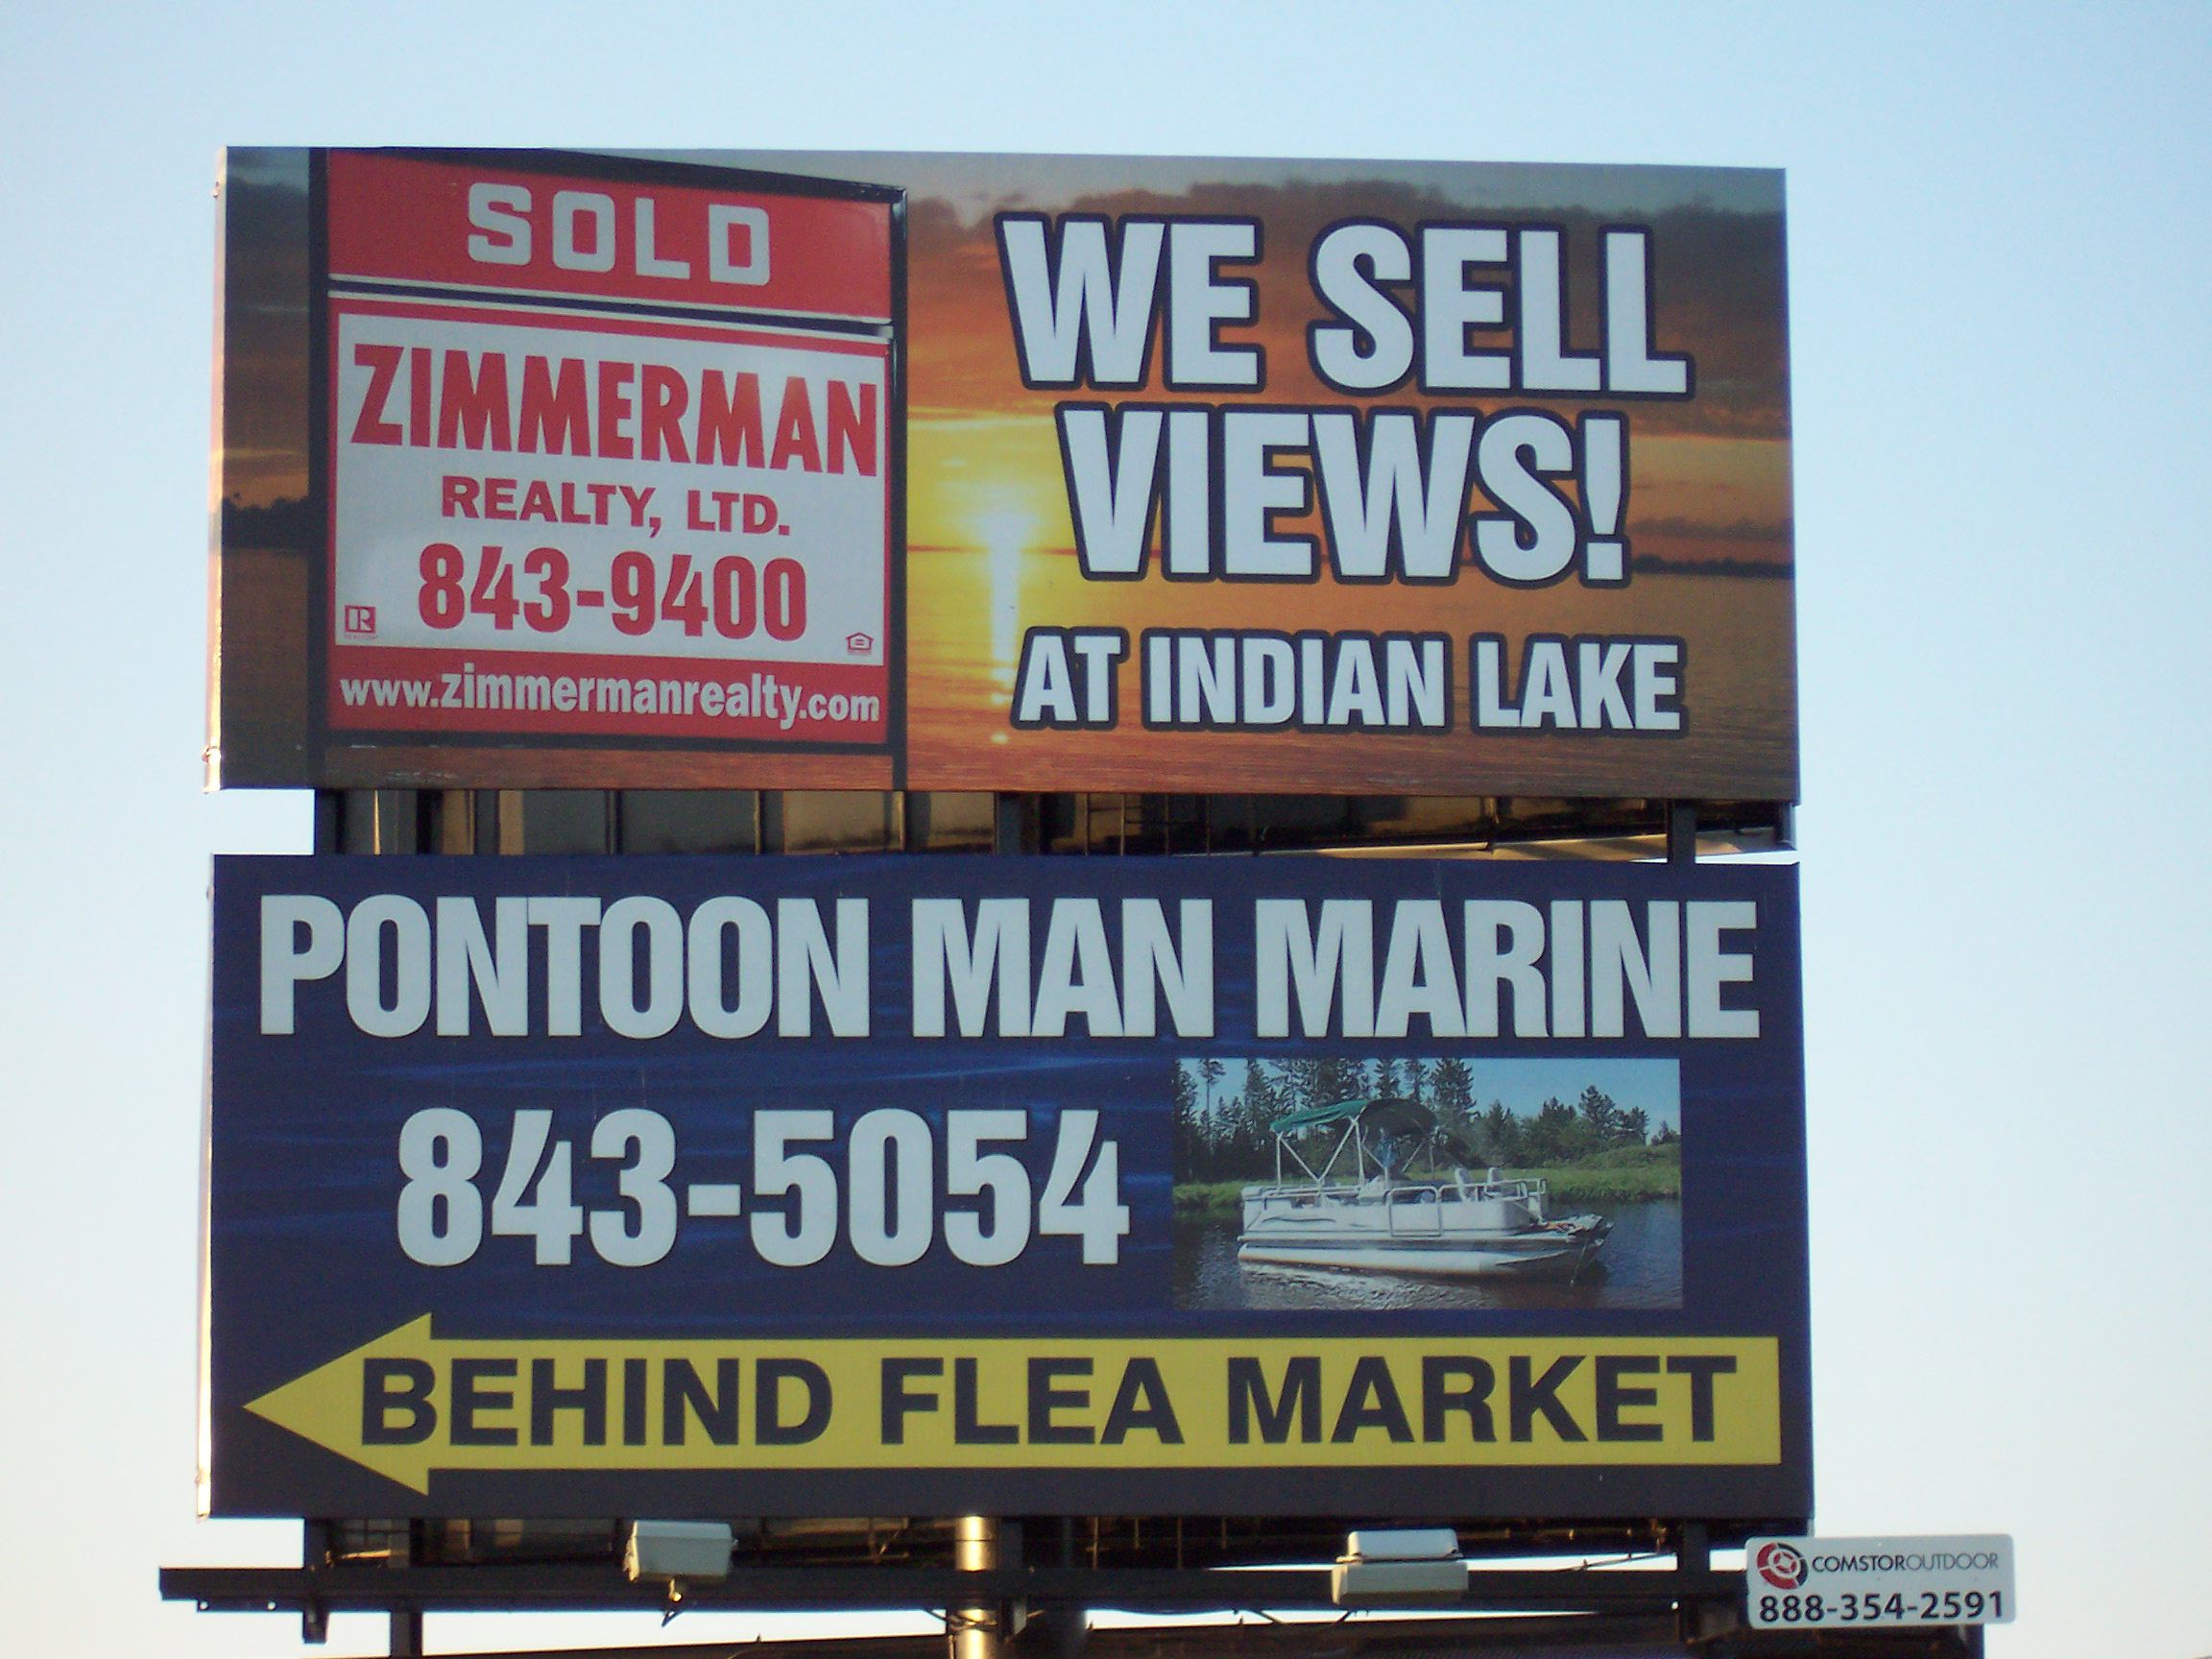 SOLD
ZIMMERMAN
REALTY, LTD.
843-9400
www.zimmermanrealty.com
WE SELL
VIEWS!
AT INDIAN LAKE
PONTOON MAN MARINE
843-5054
BEHIND FLEA MARKET
COMSTOROUTDOOR
888-354-2591